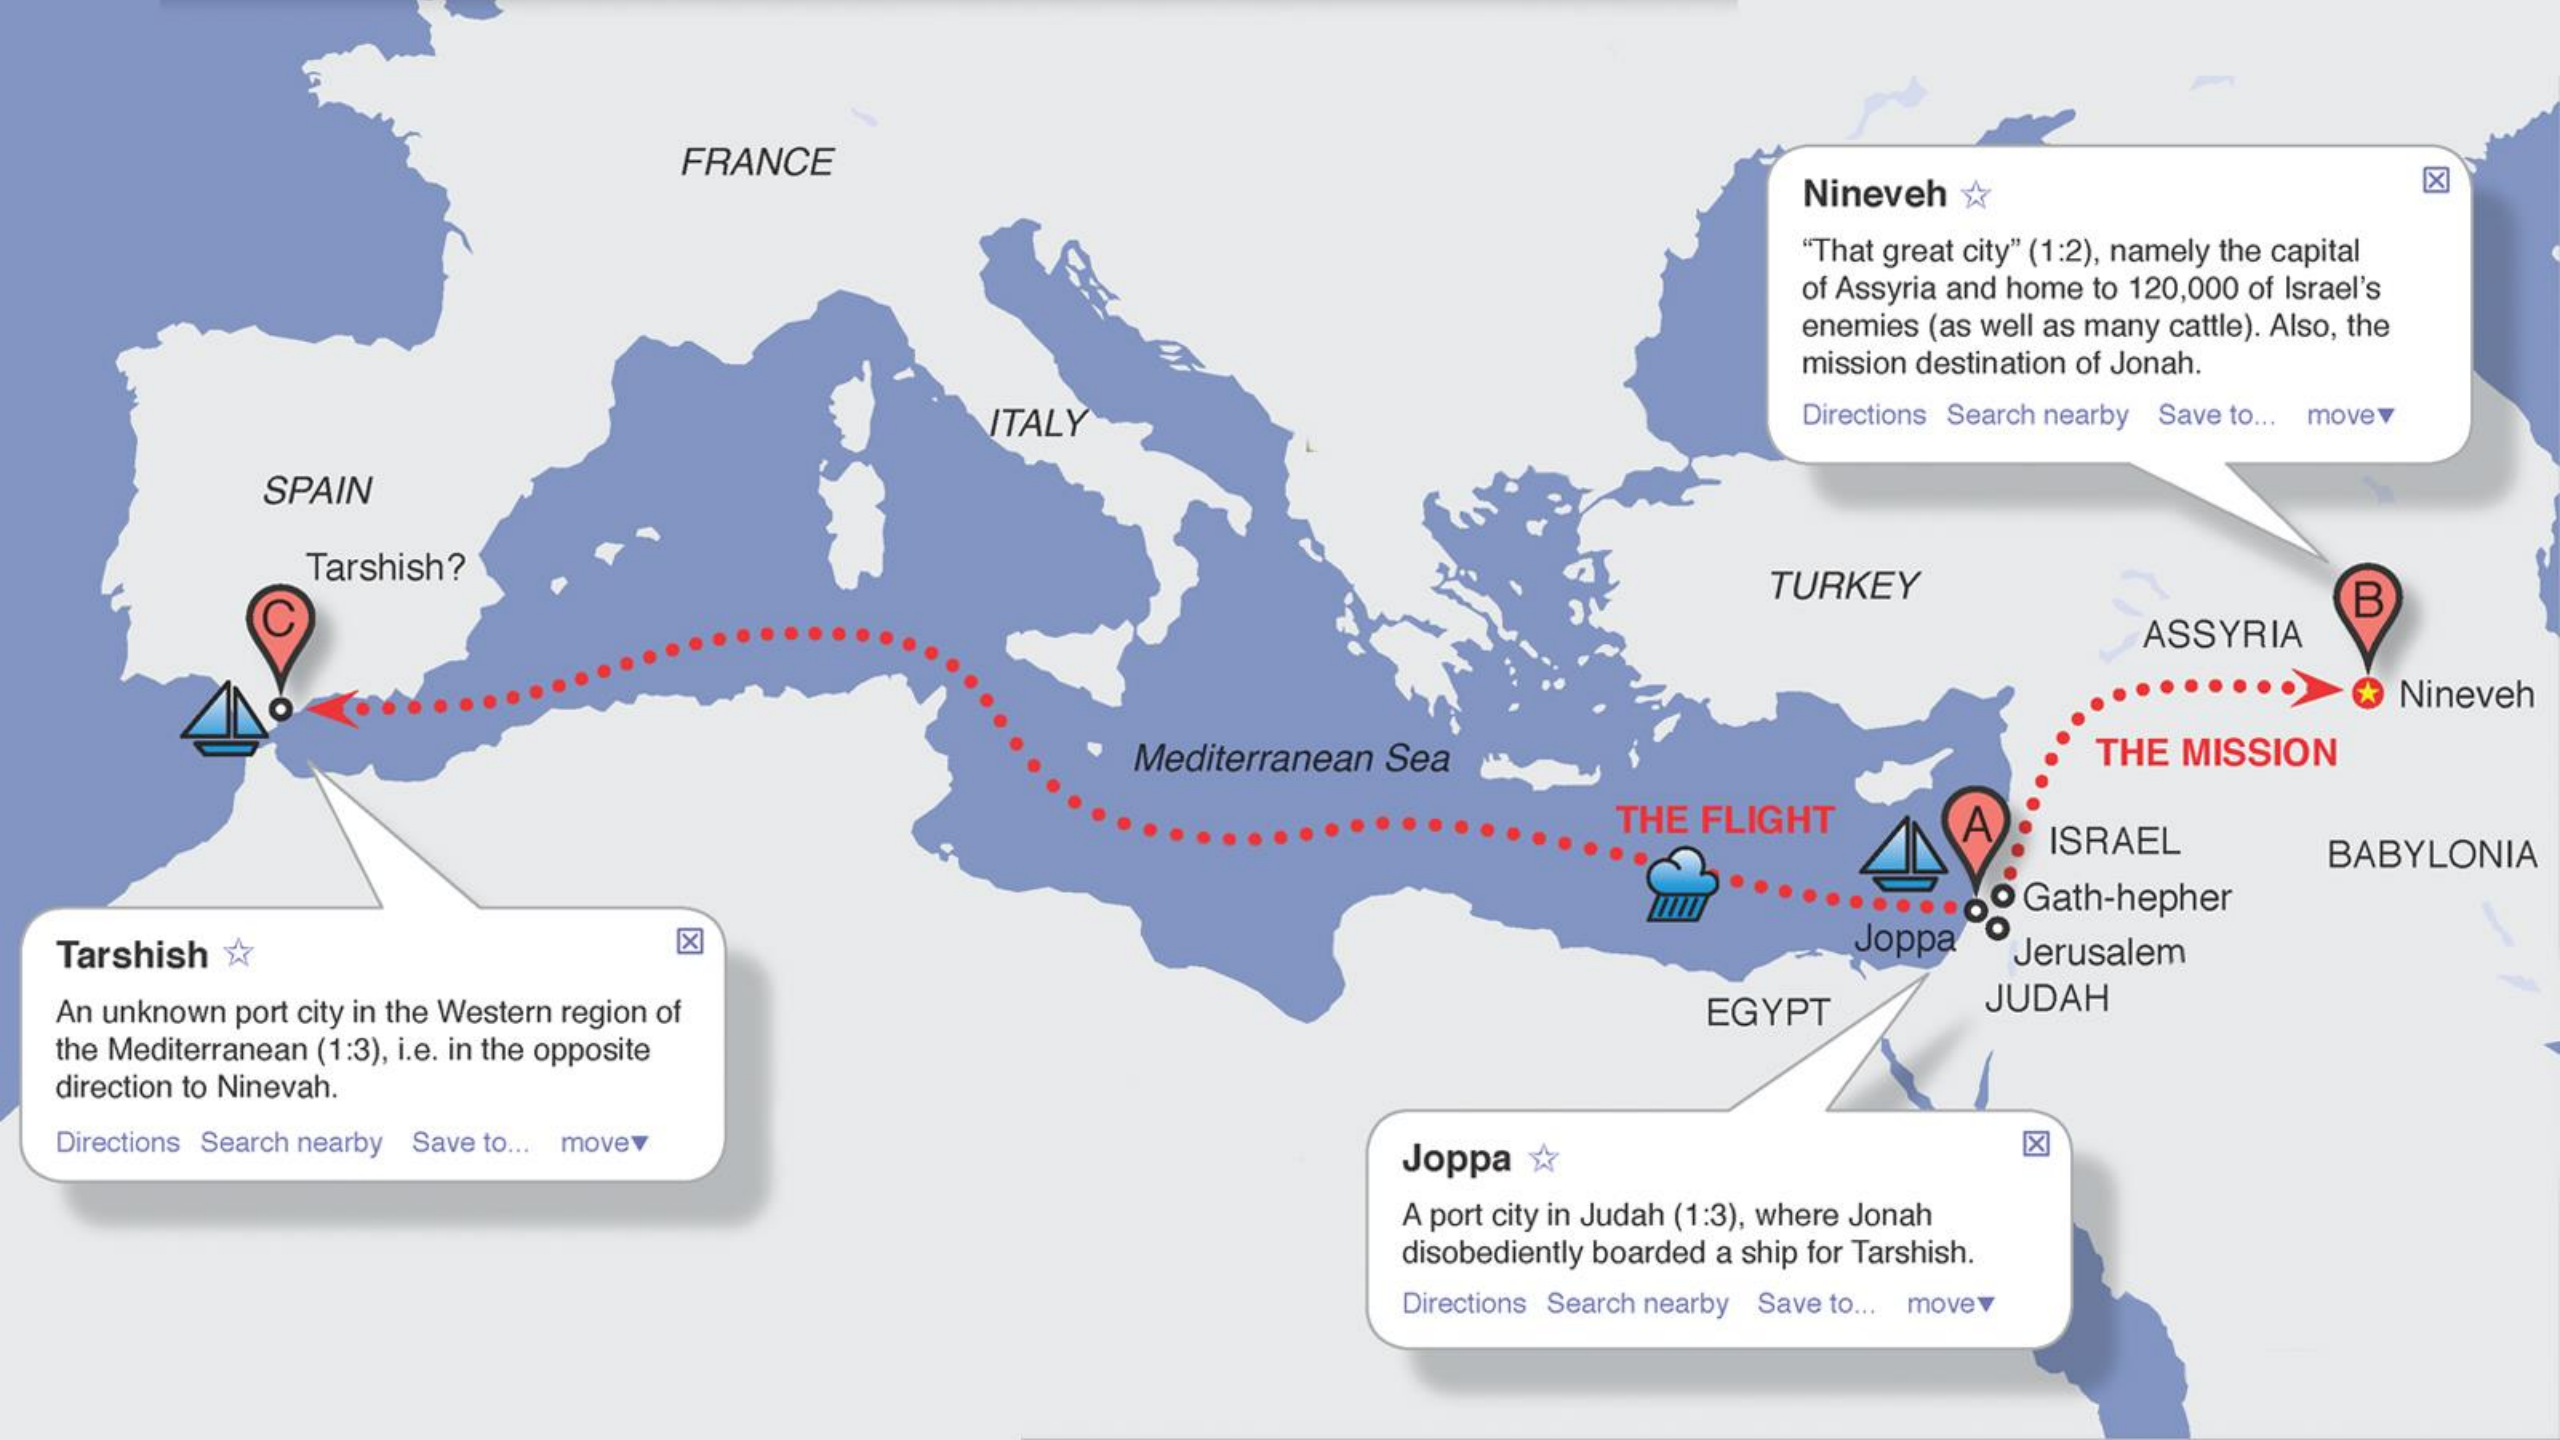 FRANCE
Nineveh ☆
“That great city” (1:2), namely the capital
of Assyria and home to 120,000 of Israel’s
enemies (as well as many cattle). Also, the
mission destination of Jonah.
Directions Search nearby Save to... move▼
ITALY
SPAIN
Tarshish?
C
TURKEY
B
ASSYRIA
Nineveh
THE MISSION
Mediterranean Sea
THE FLIGHT
A
ISRAEL
BABYLONIA
Gath-hepher
Joppa
Jerusalem
JUDAH
EGYPT
Tarshish ☆
An unknown port city in the Western region of
the Mediterranean (1:3), i.e. in the opposite
direction to Ninevah.
Directions Search nearby Save to... move▼
Joppa ☆
A port city in Judah (1:3), where Jonah
disobediently boarded a ship for Tarshish.
Directions Search nearby Save to... move▼